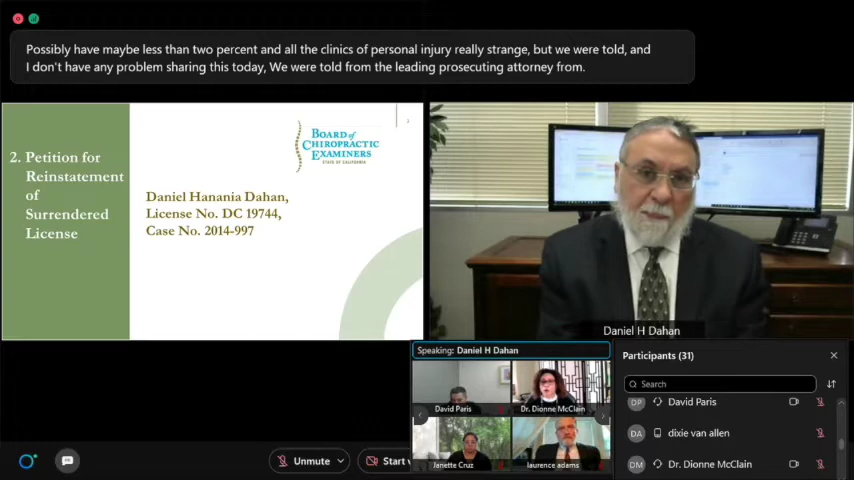 Possibly have maybe less than two percent and all the clinics of personal injury really strange, but we were told, and
I don't have any problem sharing this today, We were told from the leading prosecuting attorney from.
2. Petition for
Reinstatement
of
Surrendered
License
BOARD of
CHIROPRACTIC
EXAMINERS
STATE OF CALIFORNIA
2
Daniel Hanania Dahan,
License No. DC 19744,
Case No. 2014-997
Daniel H Dahan
Speaking: Daniel H Dahan
David Paris
Dr. Dionne McClain
Janette Cruz
laurence adams
Participants (31)
Search
DP David Paris
DA dixie van allen
DM Dr. Dionne McClain
Unmute
Start